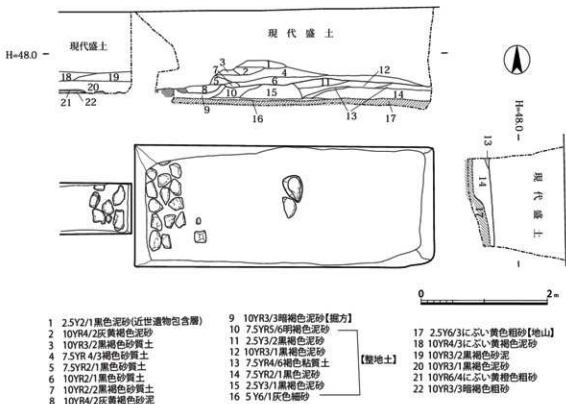 H=48.0
現代盛土
現代盛土
3
12
18
19
7
2
4
5
6
11
20
8
10
15
14
21
22
9
13
16
17
H=48.0
13
14
現代盛土
17
0
2m
1 2.5Y2/1黒色泥砂(近世遺物包含層)
2 10YR4/2灰黄褐色泥砂
3 10YR3/2黒褐色砂質土
4 7.5YR 4/3褐色砂質土
5 7.5YR2/1黒色砂質土
6 10YR2/1黒色砂質土
7 10YR2/2黒褐色砂質土
8 10YR4/2灰黄褐色砂泥
9 10YR3/3暗褐色泥砂【掘方】
10 7.5YR5/6明褐色泥砂
11 2.5Y3/2黒褐色泥砂
12 10YR3/1黒褐色泥砂
13 7.5YR4/6褐色粘質土
14 7.5YR2/1黒色泥砂
15 2.5Y3/1黒褐色泥砂
16 5 Y6/1灰色細砂
【整地土】
17 2.5Y6/3にぶい黄色粗砂【地山】
18 10YR4/3にぶい黄褐色泥砂
19 10YR3/2黒褐色砂泥
20 10YR3/1黒褐色泥砂
21 10YR6/4にぶい黄橙色粗砂
22 10YR3/3暗褐色粗砂